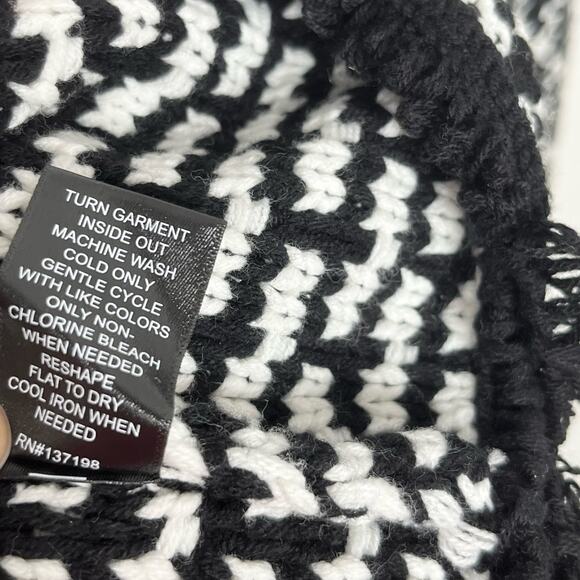 TURN GARMENT
INSIDE OUT
MACHINE WASH
COLD ONLY
GENTLE CYCLE
WITH LIKE COLORS
ONLY NON-
CHLORINE BLEACH
WHEN NEEDED
RESHAPE
FLAT TO DRY
COOL IRON WHEN
NEEDED
RN#137198